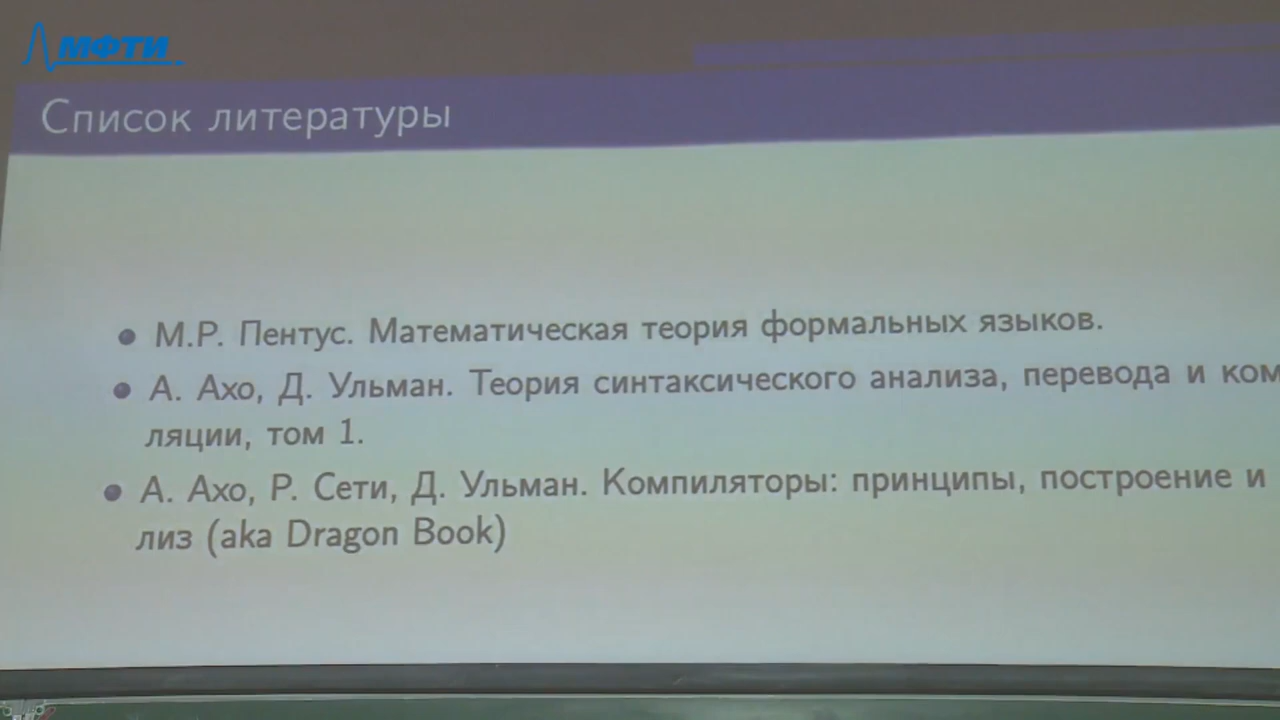 МФТИ
Список литературы
М.Р. Пентус. Математическая теория формальных языков.
А. Ахо, Д. Ульман. Теория синтаксического анализа, перевода и ком
ляции, том 1.
А. Ахо, Р. Сети, Д. Ульман. Компиляторы: принципы, построение и
лиз (aka Dragon Book)